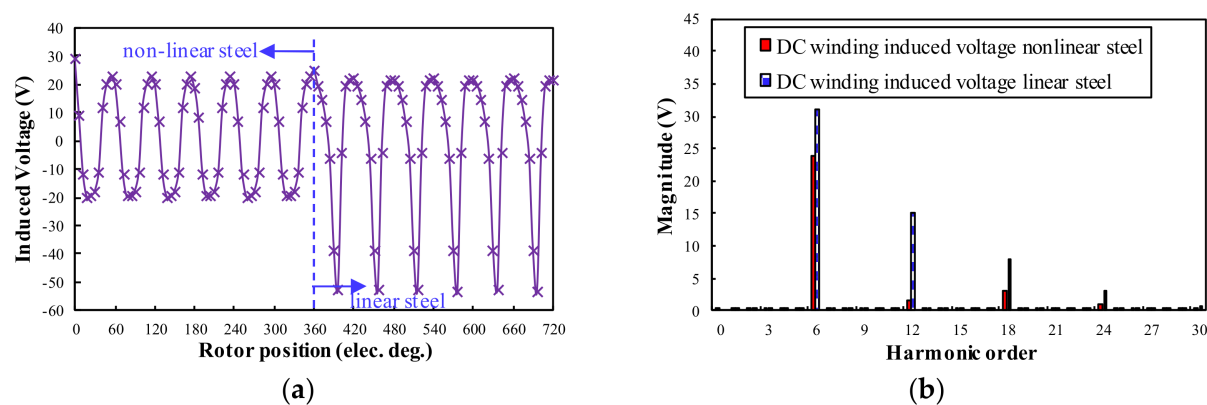 Induced Voltage (V)
40
30
20
10
0
-10
-20
-30
-40
-50
-60
non-linear steel
linear steel
0 60 120 180 240 300 360 420 480 540 600 660 720
Rotor position (elec. deg.)
(a)
Magnitude (V)
45
40
35
30
25
20
15
10
5
0
DC winding induced voltage nonlinear steel
DC winding induced voltage linear steel
0 3 6 9 12 15 18 21 24 27 30
Harmonic order
(b)